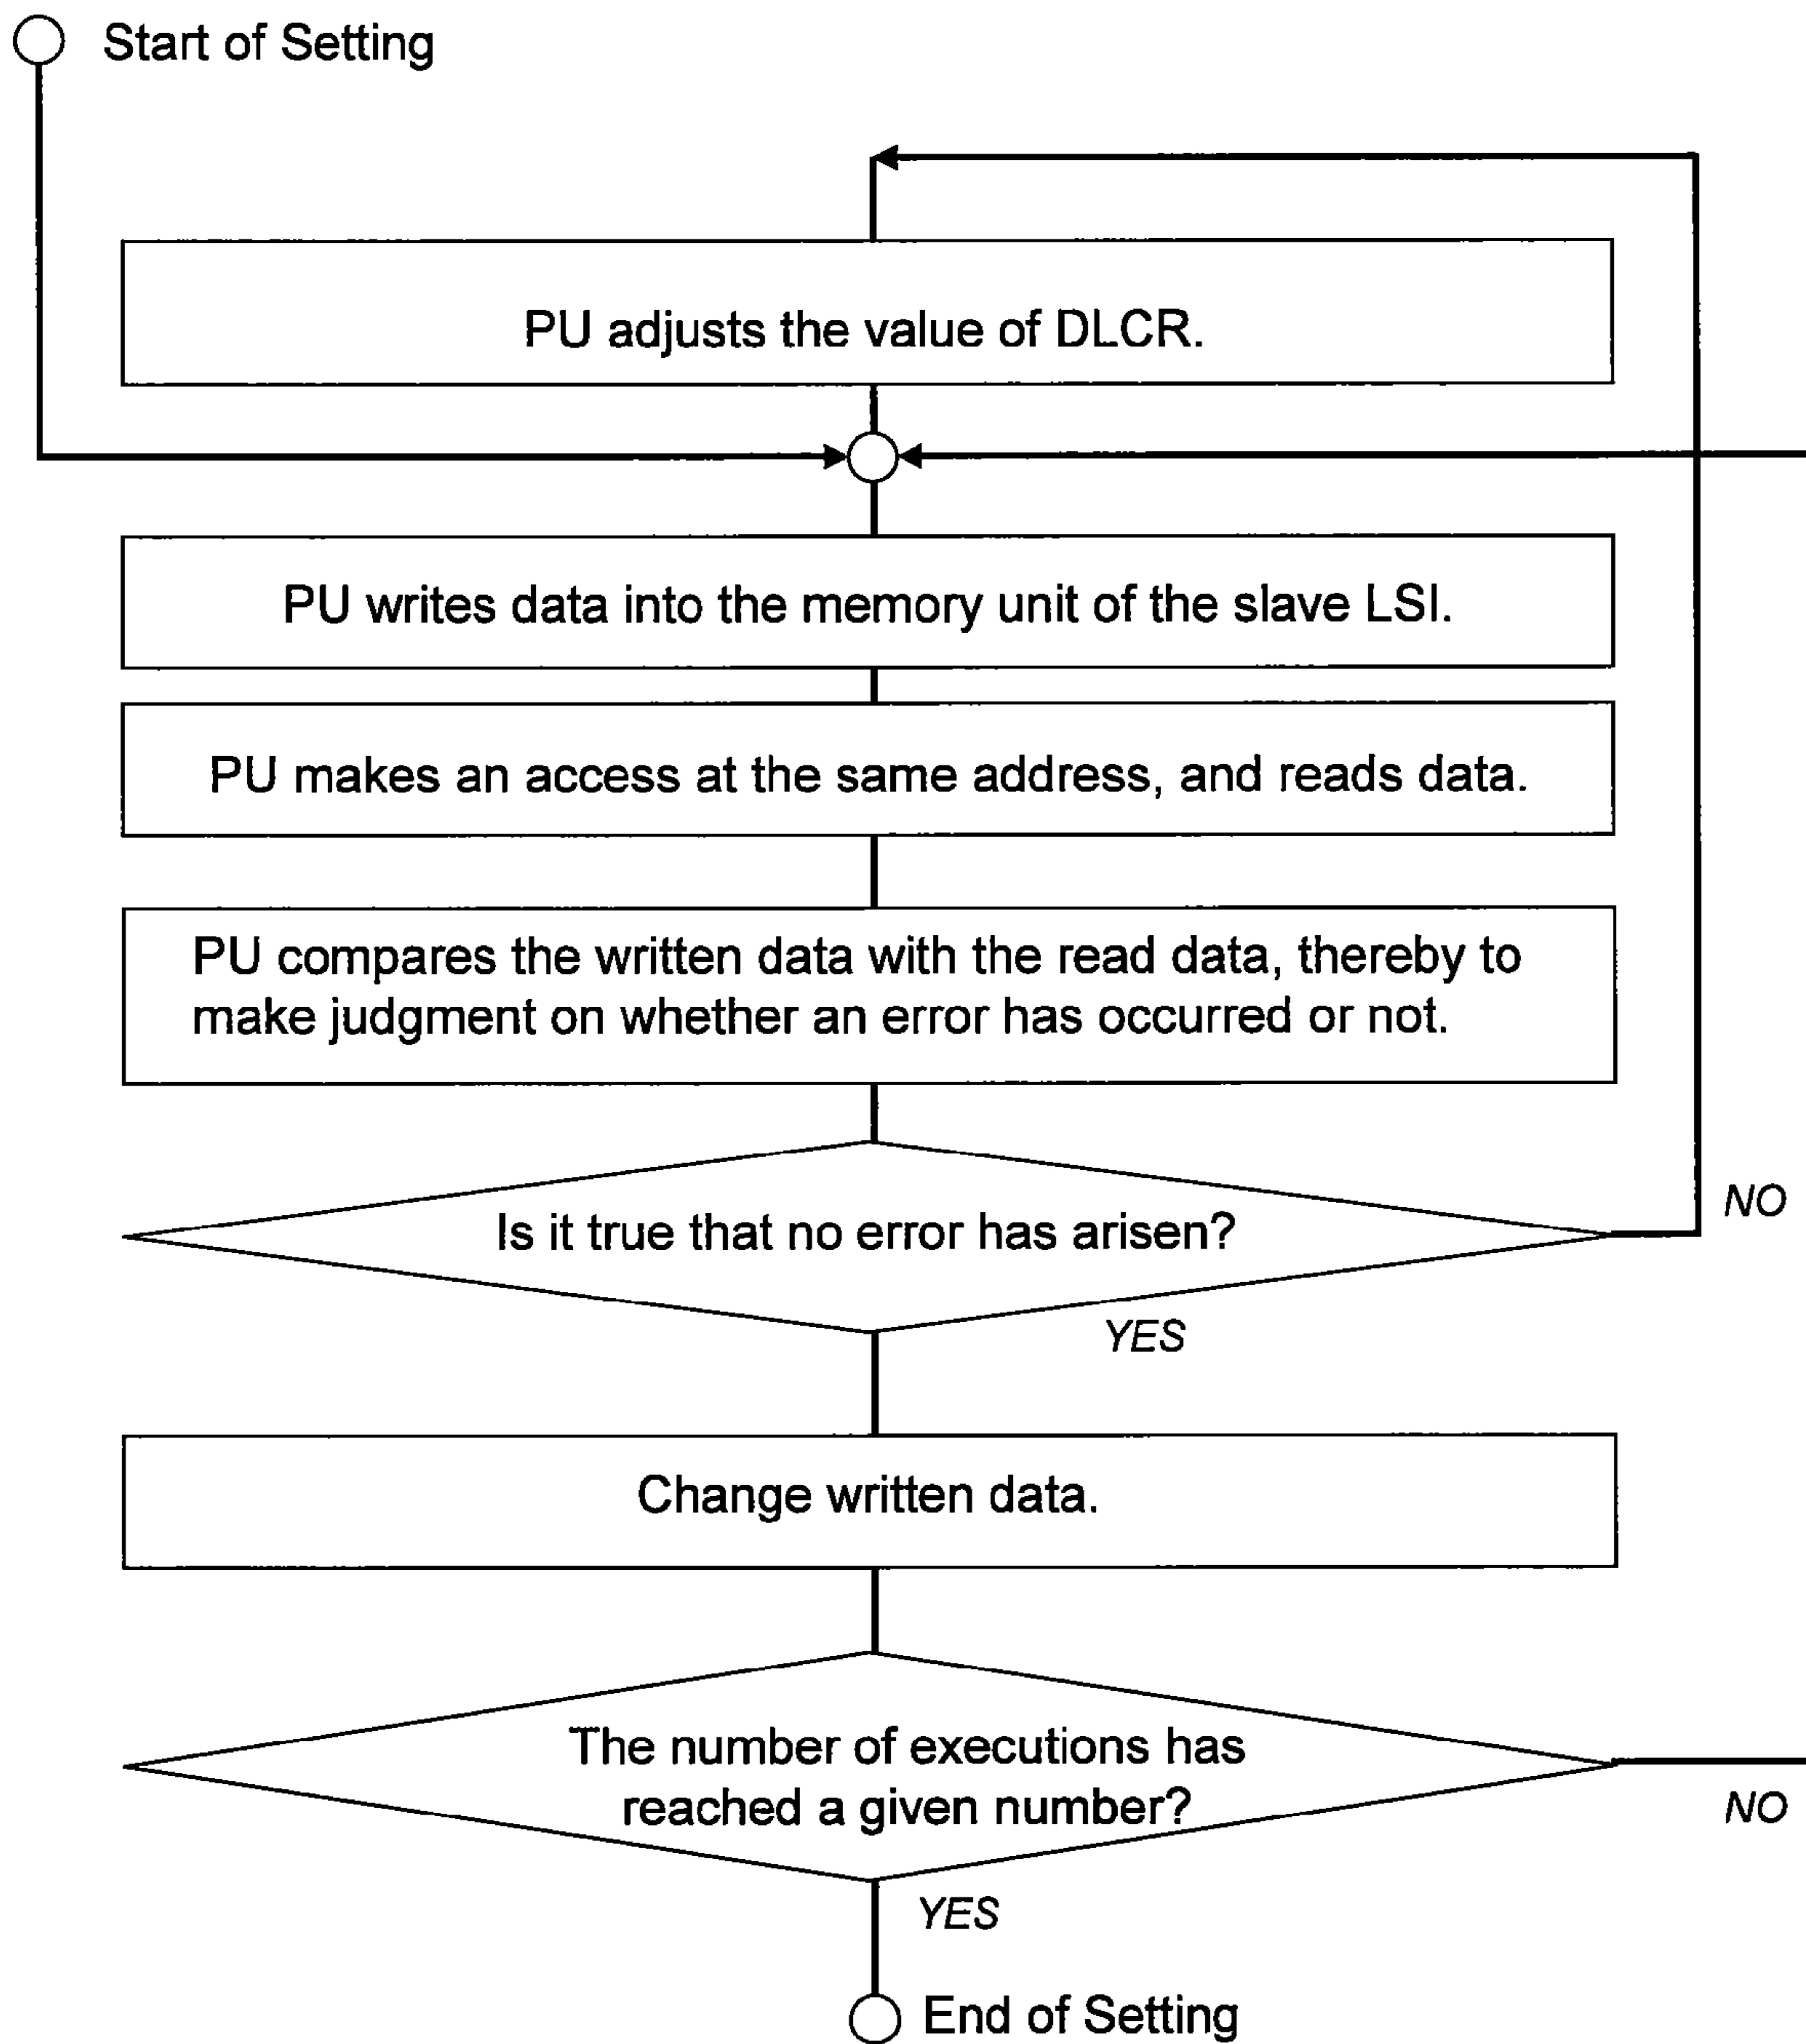 Start of Setting
PU adjusts the value of DLCR.
PU writes data into the memory unit of the slave LSI.
PU makes an access at the same address, and reads data.
PU compares the written data with the read data, thereby to
make judgment on whether an error has occurred or not.
NO
Is it true that no error has arisen?
YES
Change written data.
The number of executions has
reached a given number?
NO
YES
End of Setting